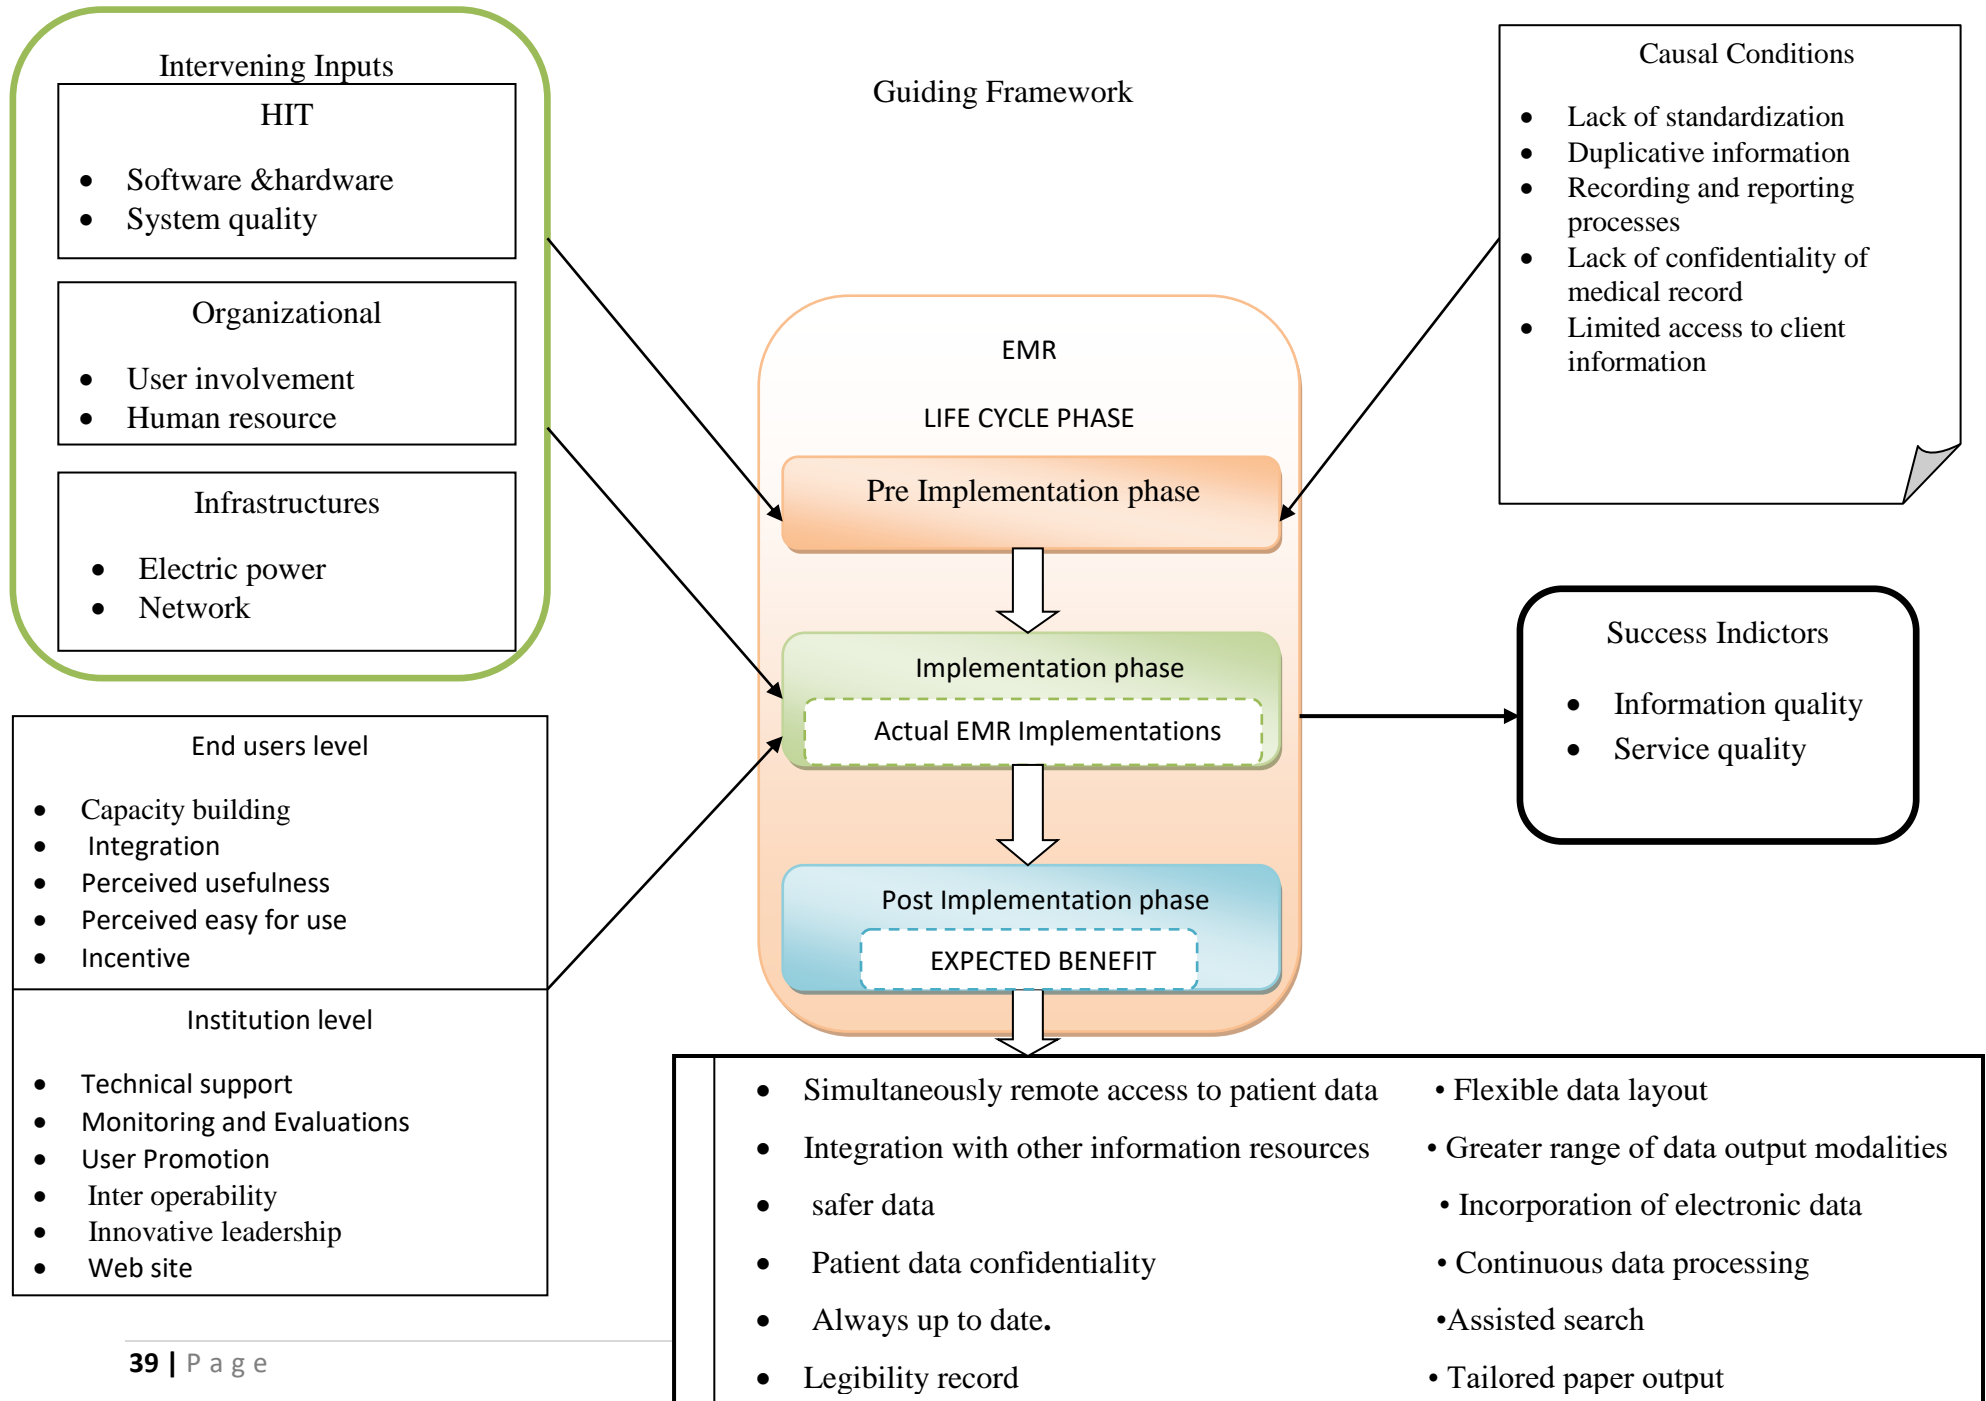 Intervening Inputs
HIT
• Software &hardware
• System quality
Organizational
• User involvement
• Human resource
Infrastructures
• Electric power
• Network
End users level
• Capacity building
• Integration
• Perceived usefulness
• Perceived easy for use
• Incentive
Institution level
• Technical support
• Monitoring and Evaluations
• User Promotion
• Inter operability
• Innovative leadership
• Web site
Guiding Framework
EMR
LIFE CYCLE PHASE
Pre Implementation phase
Implementation phase
Actual EMR Implementations
Post Implementation phase
EXPECTED BENEFIT
Causal Conditions
• Lack of standardization
• Duplicative information
• Recording and reporting
processes
• Lack of confidentiality of
medical record
• Limited access to client
information
Success Indictors
• Information quality
• Service quality
• Simultaneously remote access to patient data
• Integration with other information resources
• safer data
• Patient data confidentiality
• Always up to date.
• Legibility record
• Flexible data layout
• Greater range of data output modalities
• Incorporation of electronic data
• Continuous data processing
•Assisted search
• Tailored paper output
39 | Page